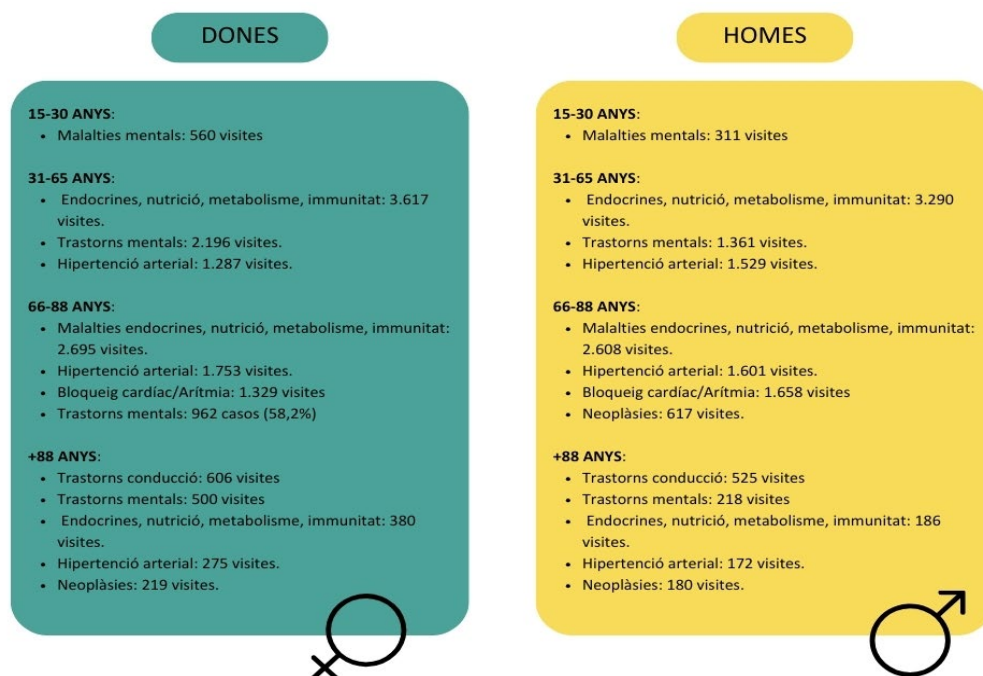 DONES
15-30 ANYS:
• Malalties mentals: 560 visites
31-65 ANYS:
• Endocrines, nutrició, metabolisme, immunitat: 3.617
visites.
• Trastorns mentals: 2.196 visites.
• Hipertenció arterial: 1.287 visites.
66-88 ANYS:
• Malalties endocrines, nutrició, metabolisme, immunitat:
2.695 visites.
• Hipertenció arterial: 1.753 visites.
• Bloqueig cardíac/Arítmia: 1.329 visites
• Trastorns mentals: 962 casos (58,2%)
+88 ANYS:
• Trastorns conducció: 606 visites
• Trastorns mentals: 500 visites
• Endocrines, nutrició, metabolisme, immunitat: 380
visites.
• Hipertenció arterial: 275 visites.
• Neoplàsies: 219 visites.
HOMES
15-30 ANYS:
• Malalties mentals: 311 visites
31-65 ANYS:
• Endocrines, nutrició, metabolisme, immunitat: 3.290
visites.
• Trastorns mentals: 1.361 visites.
• Hipertenció arterial: 1.529 visites.
66-88 ANYS:
• Malalties endocrines, nutrició, metabolisme, immunitat:
2.608 visites.
• Hipertenció arterial: 1.601 visites.
• Bloqueig cardíac/Arítmia: 1.658 visites
• Neoplàsies: 617 visites.
+88 ANYS:
• Trastorns conducció: 525 visites
• Trastorns mentals: 218 visites
• Endocrines, nutrició, metabolisme, immunitat: 186
visites.
• Hipertenció arterial: 172 visites.
• Neoplàsies: 180 visites.